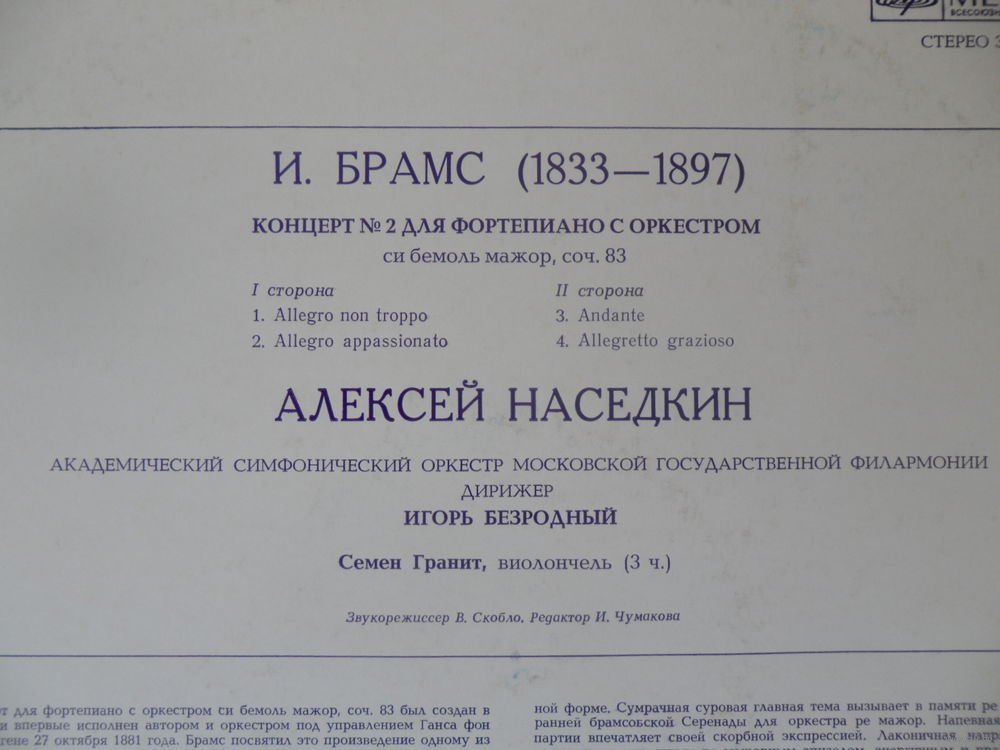 СТЕРЕО
И. БРАМС (1833—1897)
КОНЦЕРТ № 2 ДЛЯ ФОРТЕПИАНО С ОРКЕСТРОМ
си бемоль мажор, соч. 83
I сторона
1. Allegro non troppo
2. Allegro appassionato
II сторона
3. Andante
4. Allegretto grazioso
АЛЕКСЕЙ НАСЕДКИН
АКАДЕМИЧЕСКИЙ СИМФОНИЧЕСКИЙ ОРКЕСТР МОСКОВСКОЙ ГОСУДАРСТВЕННОЙ ФИЛАРМОНИИ
ДИРИЖЕР
ИГОРЬ БЕЗРОДНЫЙ
Семен Гранит, виолончель (3 ч.)
Звукорежиссер В. Скобло. Редактор И. Чумакова
для фортепиано с оркестром си бемоль мажор, соч. 83 был создан в
и впервые исполнен автором и оркестром под управлением Ганса фон
27 октября 1881 года. Брамс посвятил это произведение одному из
ной форме. Сумрачная суровая главная тема вызывает в памяти ре
ранней брамсовской Серенады для оркестра ре мажор. Напевная
партии впечатляет своей скорбной экспрессией. Лаконичная